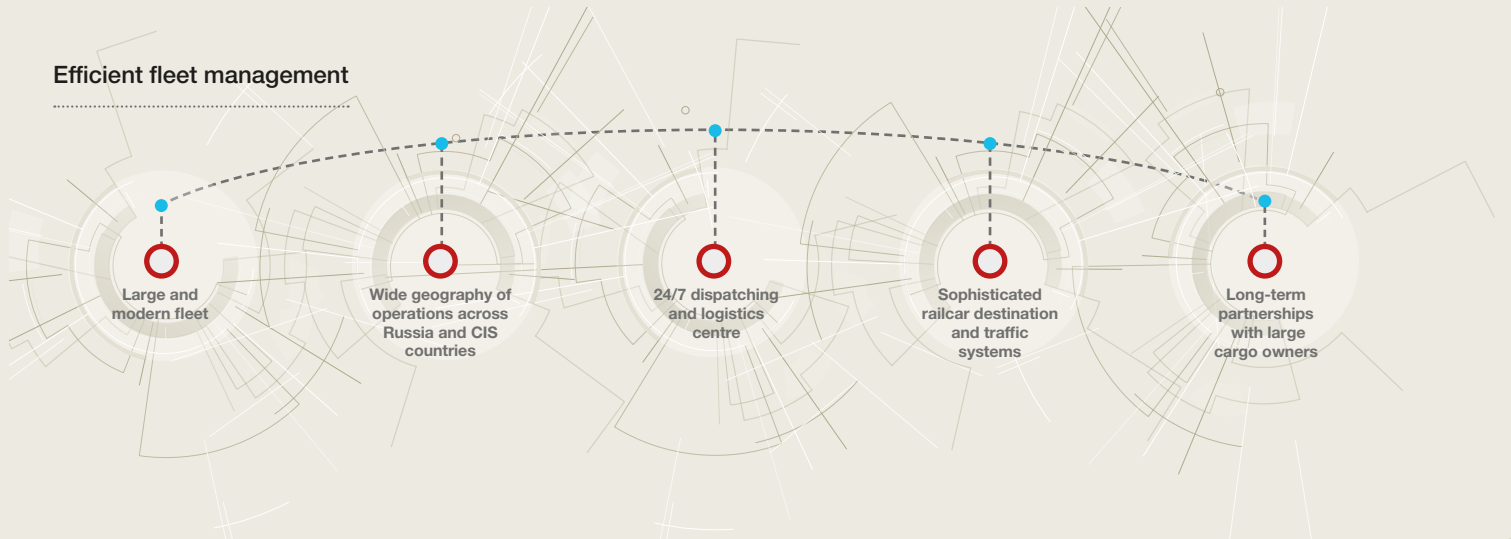 Efficient fleet management
Large and
modern fleet
Wide geography of
operations across
Russia and CIS
countries
24/7 dispatching
and logistics
centre
Sophisticated
railcar destination
and traffic
systems
Long-term
partnerships
with large
cargo owners